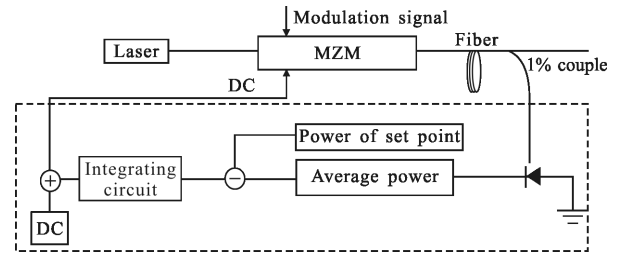 Modulation signal
Laser
MZM
Fiber
1% couple
DC
Power of set point
Integrating
circuit
Average power
DC